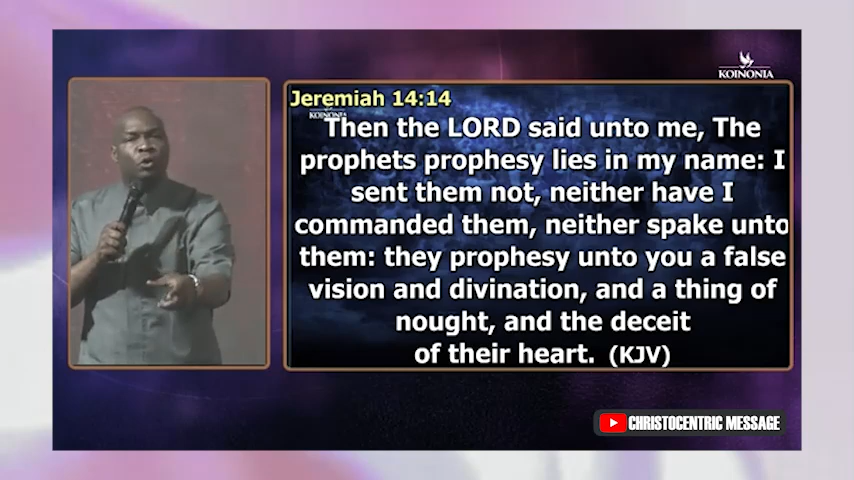 KOINONIA
Jeremiah 14:14
KOINONIA
Then the LORD said unto me, The
prophets prophesy lies in my name: I
sent them not, neither have I
commanded them, neither spake unto
them: they prophesy unto you a false
vision and divination, and a thing of
nought, and the deceit
of their heart. (KJV)
CHRISTOCENTRIC MESSAGE